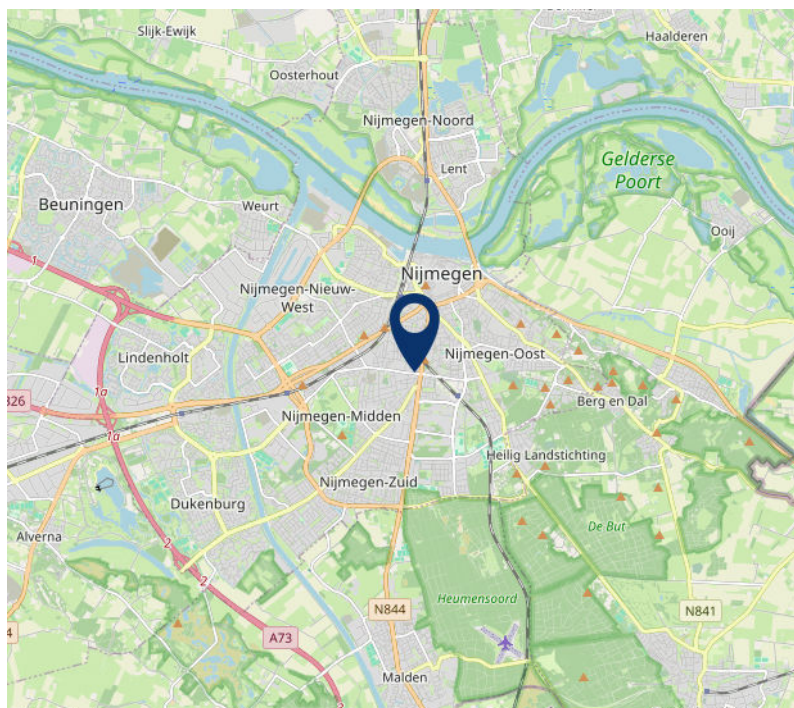 Slijk-Ewijk
Haalderen
Oosterhout
Nijmegen-Noord
Gelderse
Poort
Lent
Beuningen
Weurt
Ooij
1
Nijmegen
Nijmegen-Nieuw-
West
Lindenholt
Nijmegen-Oost
1a
326
Berg en Dal
Nijmegen-Midden
1a
Heilig Landstichting
Nijmegen-Zuid
Dukenburg
De But
Alverna
2
2
Heumensoord
N844
N841
4
A73
Malden